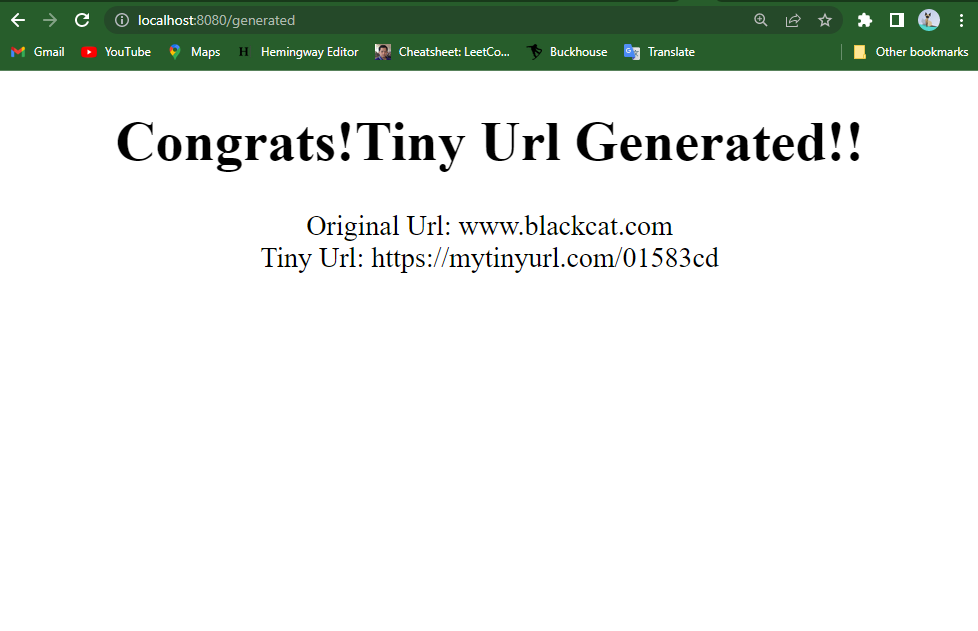 localhost:8080/generated
Gmail YouTube Maps H Hemingway Editor Cheatsheet: LeetCo... Buckhouse Translate Other bookmarks
Congrats!Tiny Url Generated!!
Original Url: www.blackcat.com
Tiny Url: https://mytinyurl.com/01583cd